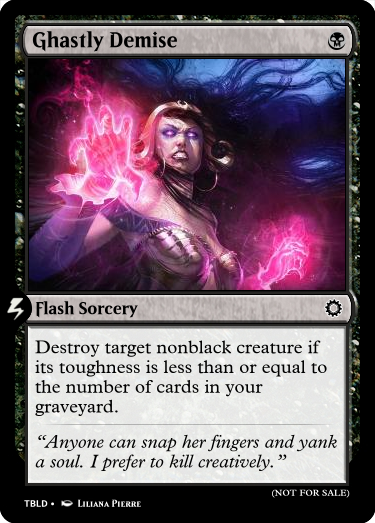 Ghastly Demise
Flash Sorcery
Destroy target nonblack creature if
its toughness is less than or equal to
the number of cards in your
graveyard.
“Anyone can snap her fingers and yank
a soul. I prefer to kill creatively.”
(NOT FOR SALE)
TBLD • Liliana Pierre